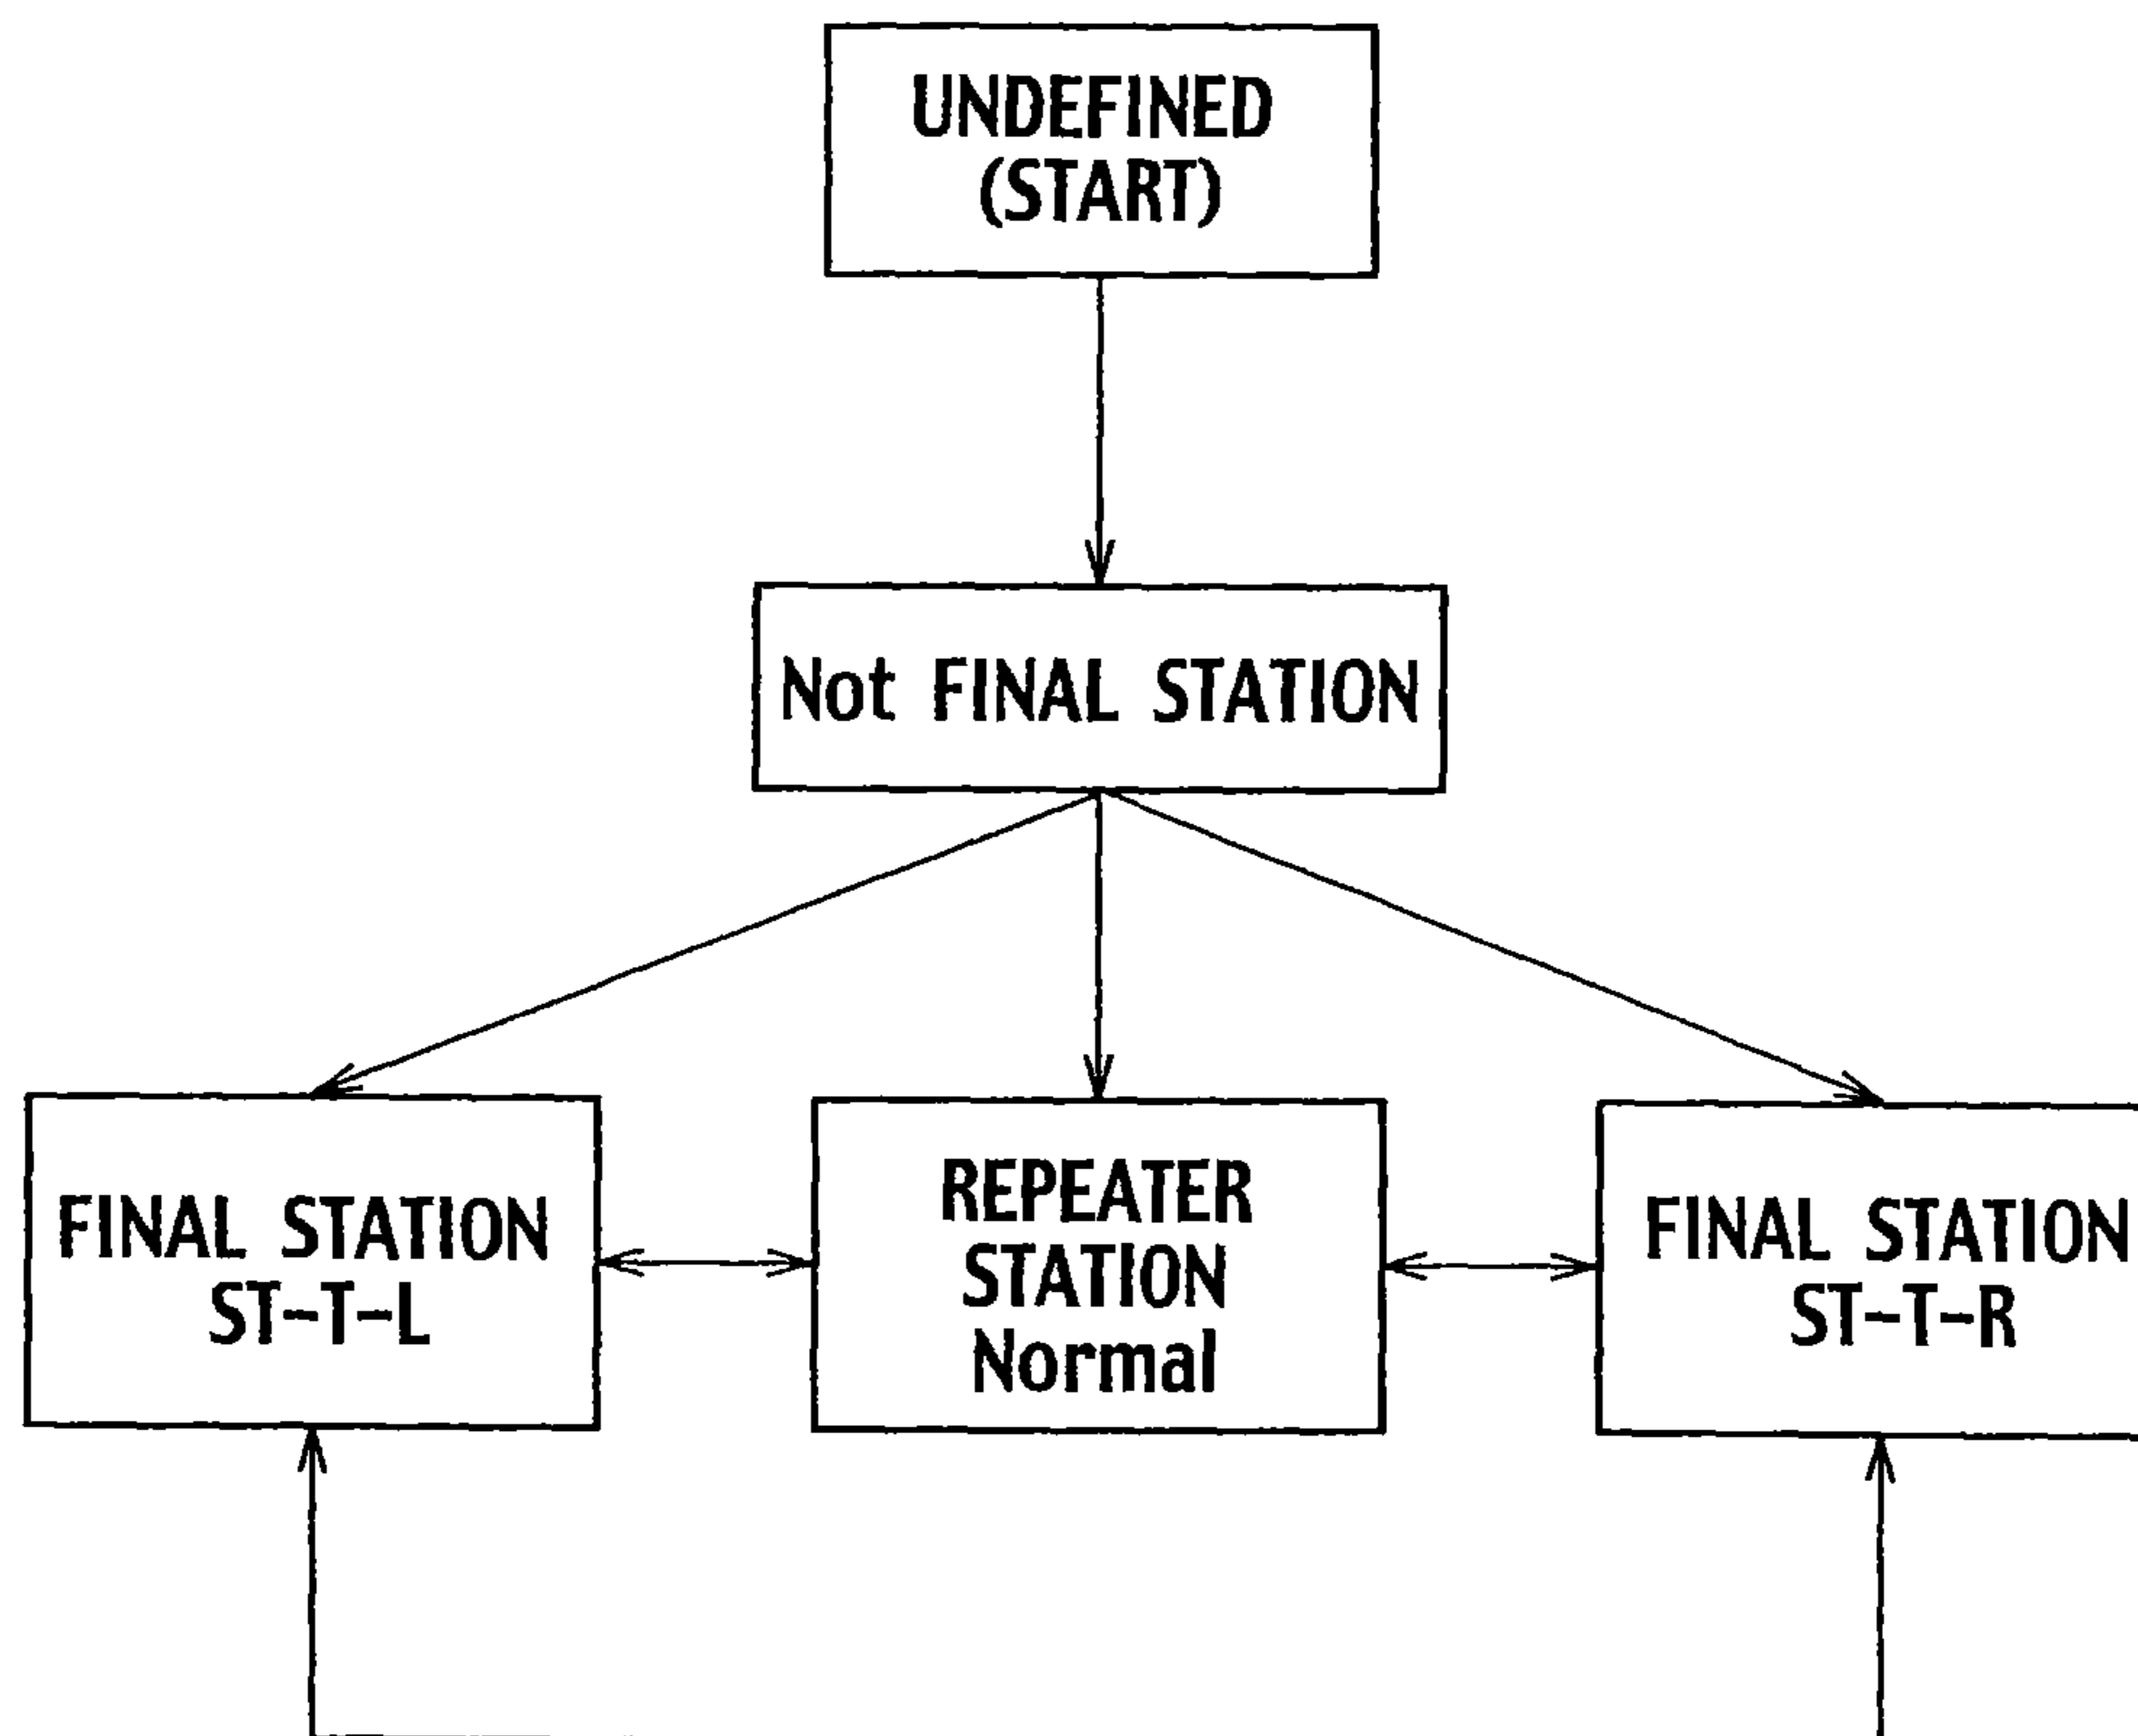 UNDEFINED
(START)
Not FINAL STATION
FINAL STATION
ST-T-L
REPEATER
STATION
Normal
FINAL STATION
ST-T-R